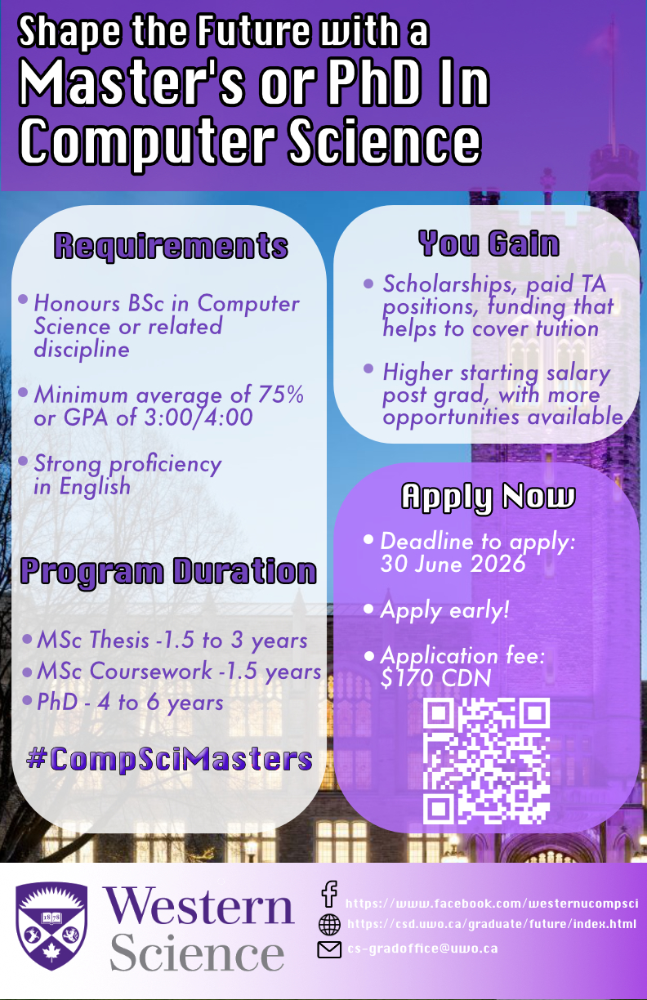 Shape the Future with a
Master's or PhD In
Computer Science
Requirements
Honours BSc in Computer
Science or related
discipline
Minimum average of 75%
or GPA of 3:00/4:00
Strong proficiency
in English
Program Duration
MSc Thesis -1.5 to 3 years
MSc Coursework -1.5 years
PhD - 4 to 6 years
#CompSciMasters
You Gain
Scholarships, paid TA
positions, funding that
helps to cover tuition
Higher starting salary
post grad, with more
opportunities available
Apply Now
Deadline to apply:
30 June 2026
Apply early!
Application fee:
$170 CDN
18 78
Western
Science
https://www.facebook.com/westernucompsci
https://csd.uwo.ca/graduate/future/index.html
cs-gradoffice@uwo.ca